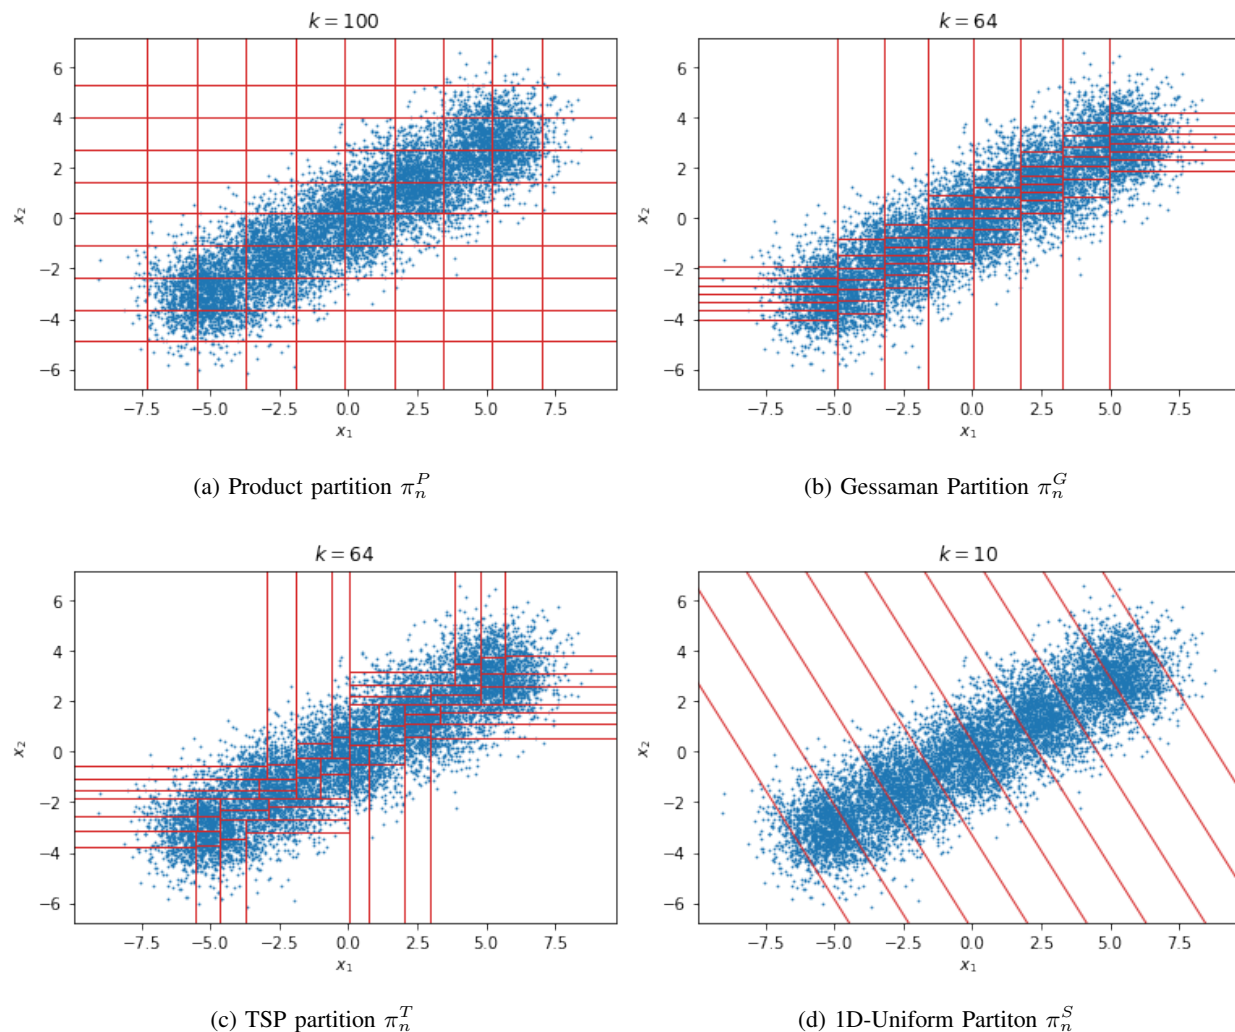 k = 100
6
4
2
0
−2
−4
−6
x₂
−7.5 −5.0 −2.5 0.0 2.5 5.0 7.5
x₁
(a) Product partition π_n^P
k = 64
6
4
2
0
−2
−4
−6
x₂
−7.5 −5.0 −2.5 0.0 2.5 5.0 7.5
x₁
(b) Gessaman Partition π_n^G
k = 64
6
4
2
0
−2
−4
−6
x₂
−7.5 −5.0 −2.5 0.0 2.5 5.0 7.5
x₁
(c) TSP partition π_n^T
k = 10
6
4
2
0
−2
−4
−6
x₂
−7.5 −5.0 −2.5 0.0 2.5 5.0 7.5
x₁
(d) 1D-Uniform Partiton π_n^S